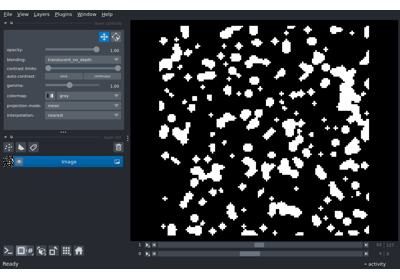 File View Layers Plugins Window Help
opacity: 1.00
blending: translucent_no_depth
contrast limits:
auto-contrast: once continuous
gamma: 1.00
colormap: gray
projection mode: mean
interpolation: nearest
Image
Ready
activity